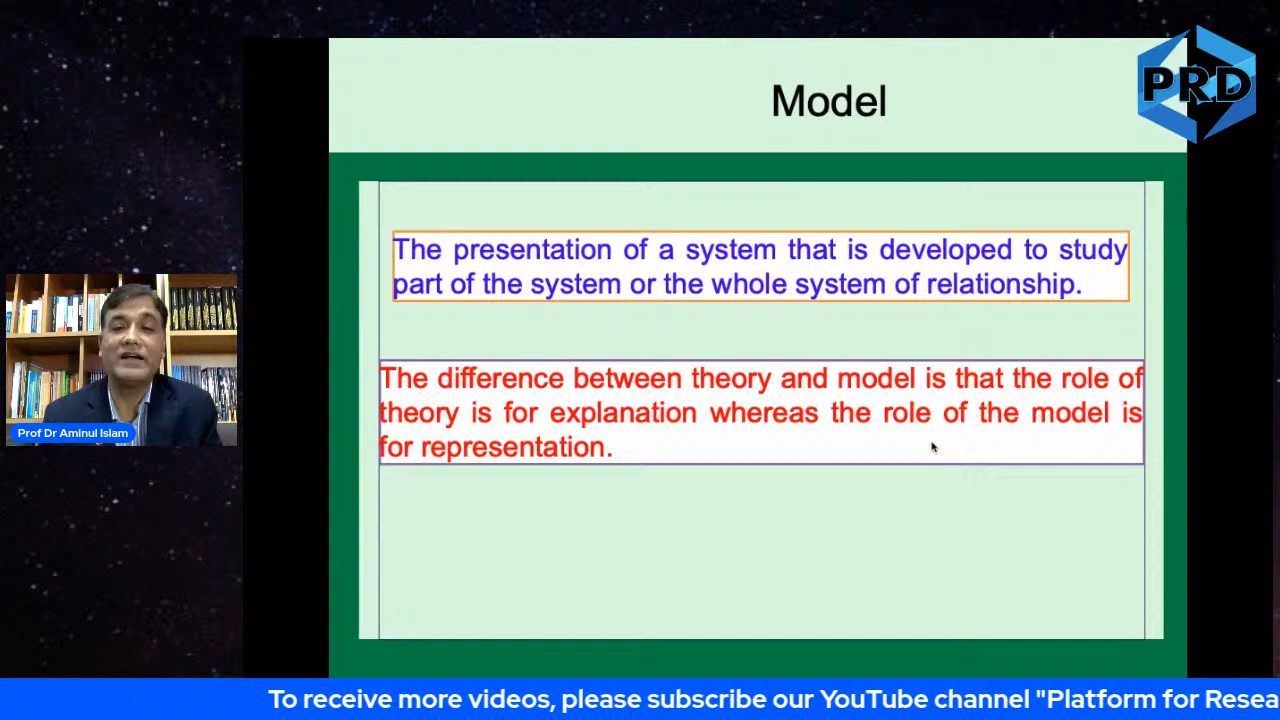 Model
PRD
The presentation of a system that is developed to study
part of the system or the whole system of relationship.
The difference between theory and model is that the role of
theory is for explanation whereas the role of the model is
for representation.
Prof Dr Aminul Islam
To receive more videos, please subscribe our YouTube channel "Platform for Resea